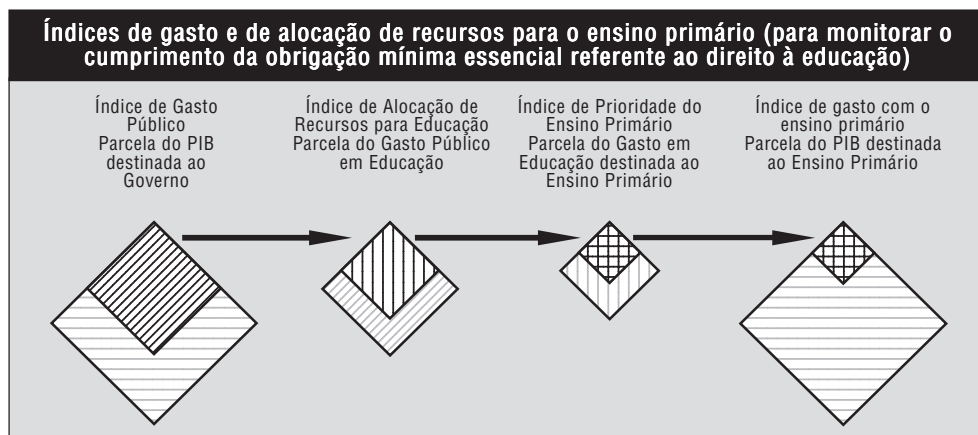 Índices de gasto e de alocação de recursos para o ensino primário (para monitorar o
cumprimento da obrigação mínima essencial referente ao direito à educação)
Índice de Gasto
Público
Parcela do PIB
destinada ao
Governo
Índice de Alocação de
Recursos para Educação
Parcela do Gasto Público
em Educação
Índice de Prioridade do
Ensino Primário
Parcela do Gasto em
Educação destinada ao
Ensino Primário
Índice de gasto com o
ensino primário
Parcela do PIB destinada
ao Ensino Primário